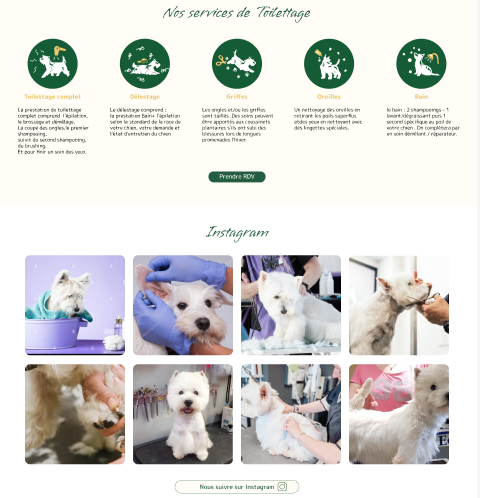 Nos services de Toilettage
Toilettage complet
La prestation de toilettage
complet comprend l'épilation,
le brossage et démêlage.
La coupe des ongles,le premier
shampooing,
suivit du second shampooing,
du brushing.
Et pour finir un soin des yeux.
Délestage
Le délestage comprend :
la prestation Bain+ l'épilation
selon le standard de la race de
votre chien, votre demande et
l'état d'entretien du chien
Griffes
Les ongles et/ou les griffes
sont taillés. Des soins peuvent
être apportés aux coussinets
plantaires s'ils ont subi des
blessures lors de longues
promenades l'hiver.
Oreilles
Un nettoyage des oreilles en
retirant les poils superflus
et des yeux en nettoyant avec
des lingettes spéciales.
Bain
le bain : 2 shampooings - 1
lavant/dégraissant puis 1
second spécifique au poil de
votre chien . On complètera par
un soin démêlant / réparateur.
Prendre RDV
Instagram
Nous suivre sur Instagram